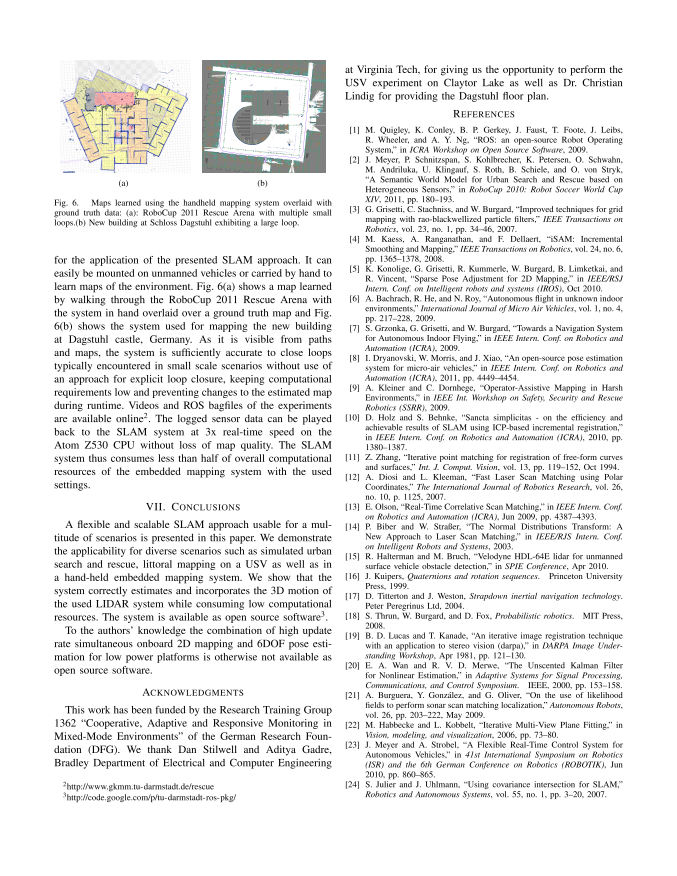 (a)
(b)
Fig. 6. Maps learned using the handheld mapping system overlaid with
ground truth data: (a): RoboCup 2011 Rescue Arena with multiple small
loops.(b) New building at Schloss Dagstuhl exhibiting a large loop.
for the application of the presented SLAM approach. It can
easily be mounted on unmanned vehicles or carried by hand to
learn maps of the environment. Fig. 6(a) shows a map learned
by walking through the RoboCup 2011 Rescue Arena with
the system in hand overlaid over a ground truth map and Fig.
6(b) shows the system used for mapping the new building
at Dagstuhl castle, Germany. As it is visible from paths
and maps, the system is sufficiently accurate to close loops
typically encountered in small scale scenarios without use of
an approach for explicit loop closure, keeping computational
requirements low and preventing changes to the estimated map
during runtime. Videos and ROS bagfiles of the experiments
are available online². The logged sensor data can be played
back to the SLAM system at 3x real-time speed on the
Atom Z530 CPU without loss of map quality. The SLAM
system thus consumes less than half of overall computational
resources of the embedded mapping system with the used
settings.
VII. CONCLUSIONS
A flexible and scalable SLAM approach usable for a mul-
titude of scenarios is presented in this paper. We demonstrate
the applicability for diverse scenarios such as simulated urban
search and rescue, littoral mapping on a USV as well as in
a hand-held embedded mapping system. We show that the
system correctly estimates and incorporates the 3D motion of
the used LIDAR system while consuming low computational
resources. The system is available as open source software³.
To the authors' knowledge the combination of high update
rate simultaneous onboard 2D mapping and 6DOF pose esti-
mation for low power platforms is otherwise not available as
open source software.
ACKNOWLEDGMENTS
This work has been funded by the Research Training Group
1362 “Cooperative, Adaptive and Responsive Monitoring in
Mixed-Mode Environments” of the German Research Foun-
dation (DFG). We thank Dan Stilwell and Aditya Gadre,
Bradley Department of Electrical and Computer Engineering
²http://www.gkmm.tu-darmstadt.de/rescue
³http://code.google.com/p/tu-darmstadt-ros-pkg/
at Virginia Tech, for giving us the opportunity to perform the
USV experiment on Claytor Lake as well as Dr. Christian
Lindig for providing the Dagstuhl floor plan.
REFERENCES
[1] M. Quigley, K. Conley, B. P. Gerkey, J. Faust, T. Foote, J. Leibs,
R. Wheeler, and A. Y. Ng, “ROS: an open-source Robot Operating
System,” in ICRA Workshop on Open Source Software, 2009.
[2] J. Meyer, P. Schnitzspan, S. Kohlbrecher, K. Petersen, O. Schwahn,
M. Andriluka, U. Klingauf, S. Roth, B. Schiele, and O. von Stryk,
“A Semantic World Model for Urban Search and Rescue based on
Heterogeneous Sensors,” in RoboCup 2010: Robot Soccer World Cup
XIV, 2011, pp. 180–193.
[3] G. Grisetti, C. Stachniss, and W. Burgard, “Improved techniques for grid
mapping with rao-blackwellized particle filters,” IEEE Transactions on
Robotics, vol. 23, no. 1, pp. 34–46, 2007.
[4] M. Kaess, A. Ranganathan, and F. Dellaert, “iSAM: Incremental
Smoothing and Mapping,” IEEE Transactions on Robotics, vol. 24, no. 6,
pp. 1365–1378, 2008.
[5] K. Konolige, G. Grisetti, R. Kummerle, W. Burgard, B. Limketkai, and
R. Vincent, “Sparse Pose Adjustment for 2D Mapping,” in IEEE/RSJ
Intern. Conf. on Intelligent robots and systems (IROS), Oct 2010.
[6] A. Bachrach, R. He, and N. Roy, “Autonomous flight in unknown indoor
environments,” International Journal of Micro Air Vehicles, vol. 1, no. 4,
pp. 217–228, 2009.
[7] S. Grzonka, G. Grisetti, and W. Burgard, “Towards a Navigation System
for Autonomous Indoor Flying,” in IEEE Intern. Conf. on Robotics and
Automation (ICRA), 2009.
[8] I. Dryanovski, W. Morris, and J. Xiao, “An open-source pose estimation
system for micro-air vehicles,” in IEEE Intern. Conf. on Robotics and
Automation (ICRA), 2011, pp. 4449–4454.
[9] A. Kleiner and C. Dornhege, “Operator-Assistive Mapping in Harsh
Environments,” in IEEE Int. Workshop on Safety, Security and Rescue
Robotics (SSRR), 2009.
[10] D. Holz and S. Behnke, “Sancta simplicitas - on the efficiency and
achievable results of SLAM using ICP-based incremental registration,”
in IEEE Intern. Conf. on Robotics and Automation (ICRA), 2010, pp.
1380–1387.
[11] Z. Zhang, “Iterative point matching for registration of free-form curves
and surfaces,” Int. J. Comput. Vision, vol. 13, pp. 119–152, Oct 1994.
[12] A. Diosi and L. Kleeman, “Fast Laser Scan Matching using Polar
Coordinates,” The International Journal of Robotics Research, vol. 26,
no. 10, p. 1125, 2007.
[13] E. Olson, “Real-Time Correlative Scan Matching,” in IEEE Intern. Conf.
on Robotics and Automation (ICRA), Jun 2009, pp. 4387–4393.
[14] P. Biber and W. Straßer, “The Normal Distributions Transform: A
New Approach to Laser Scan Matching,” in IEEE/RJS Intern. Conf.
on Intelligent Robots and Systems, 2003.
[15] R. Halterman and M. Bruch, “Velodyne HDL-64E lidar for unmanned
surface vehicle obstacle detection,” in SPIE Conference, Apr 2010.
[16] J. Kuipers, Quaternions and rotation sequences. Princeton University
Press, 1999.
[17] D. Titterton and J. Weston, Strapdown inertial navigation technology.
Peter Peregrinus Ltd, 2004.
[18] S. Thrun, W. Burgard, and D. Fox, Probabilistic robotics. MIT Press,
2008.
[19] B. D. Lucas and T. Kanade, “An iterative image registration technique
with an application to stereo vision (darpa),” in DARPA Image Under-
standing Workshop, Apr 1981, pp. 121–130.
[20] E. A. Wan and R. V. D. Merwe, “The Unscented Kalman Filter
for Nonlinear Estimation,” in Adaptive Systems for Signal Processing,
Communications, and Control Symposium. IEEE, 2000, pp. 153–158.
[21] A. Burguera, Y. González, and G. Oliver, “On the use of likelihood
fields to perform sonar scan matching localization,” Autonomous Robots,
vol. 26, pp. 203–222, May 2009.
[22] M. Habbecke and L. Kobbelt, “Iterative Multi-View Plane Fitting,” in
Vision, modeling, and visualization, 2006, pp. 73–80.
[23] J. Meyer and A. Strobel, “A Flexible Real-Time Control System for
Autonomous Vehicles,” in 41st International Symposium on Robotics
(ISR) and the 6th German Conference on Robotics (ROBOTIK), Jun
2010, pp. 860–865.
[24] S. Julier and J. Uhlmann, “Using covariance intersection for SLAM,”
Robotics and Autonomous Systems, vol. 55, no. 1, pp. 3–20, 2007.